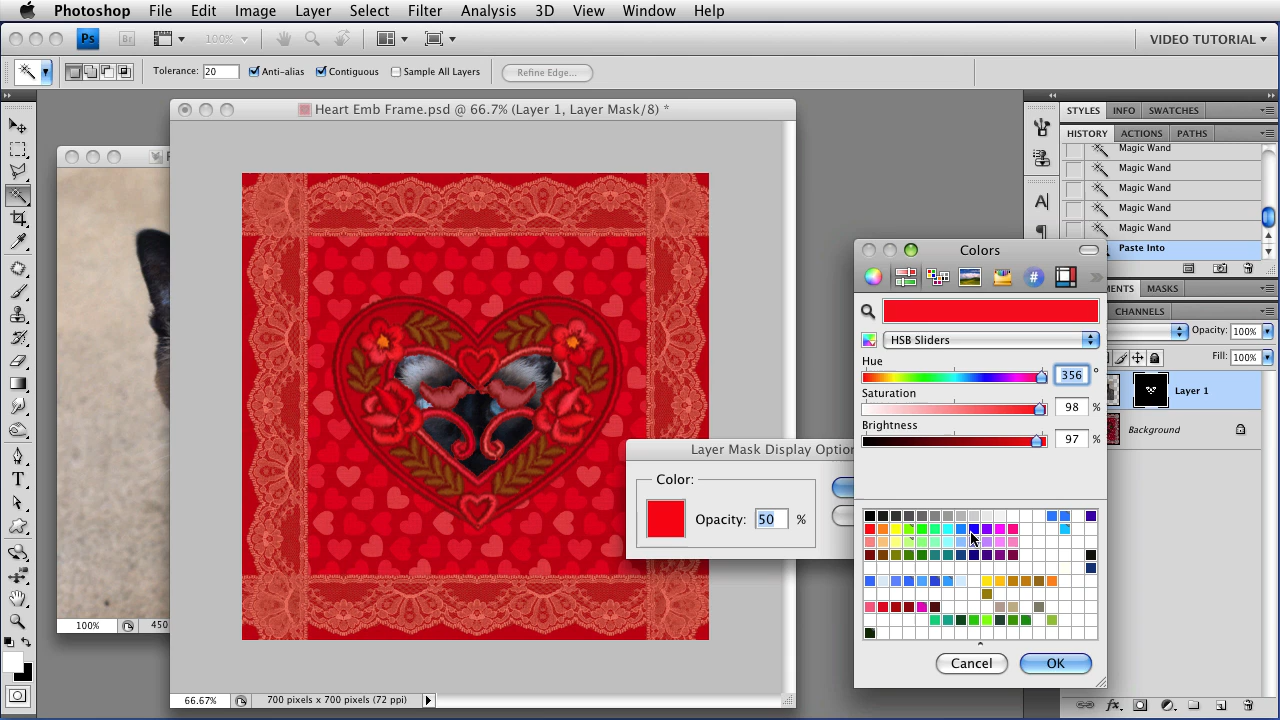 Photoshop File Edit Image Layer Select Filter Analysis 3D View Window Help
Ps Br 100% VIDEO TUTORIAL
Tolerance: 20 Anti-alias Contiguous Sample All Layers Refine Edge...
Heart Emb Frame.psd @ 66.7% (Layer 1, Layer Mask/8) *
STYLES INFO SWATCHES
HISTORY ACTIONS PATHS
Magic Wand
Magic Wand
Magic Wand
Magic Wand
Magic Wand
Paste Into
MENTS MASKS
CHANNELS
Opacity: 100%
Fill: 100%
Layer 1
Background
Colors
HSB Sliders
Hue
356 °
Saturation
98 %
Brightness
97 %
Cancel OK
Layer Mask Display Option
Color:
Opacity: 50 %
100% 450
66.67% 700 pixels x 700 pixels (72 ppi)